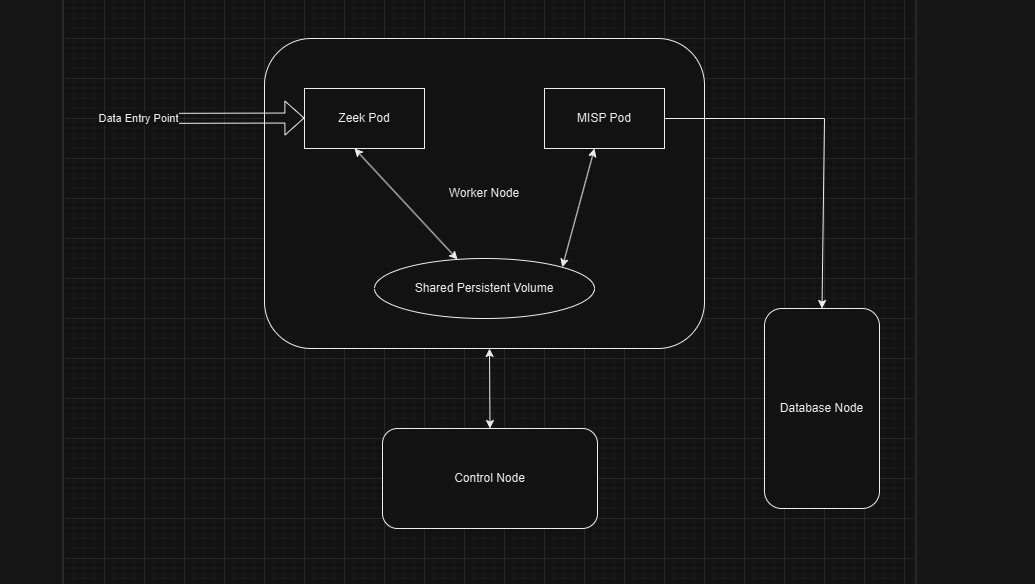 Data Entry Point
Zeek Pod
MISP Pod
Worker Node
Shared Persistent Volume
Database Node
Control Node